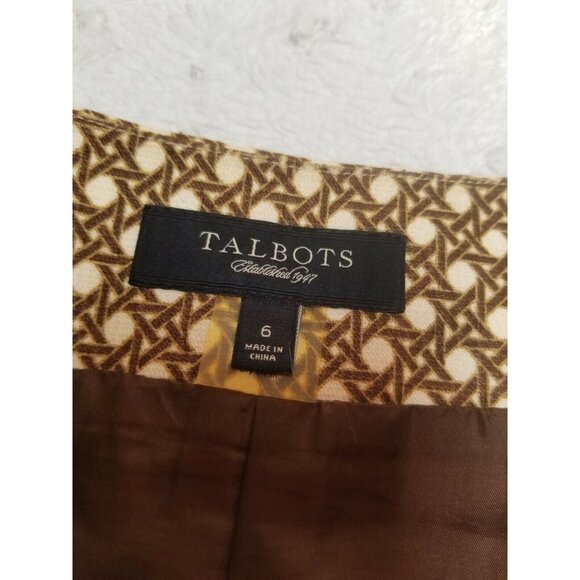 TALBOTS
Established 1947
6
MADE IN
CHINA